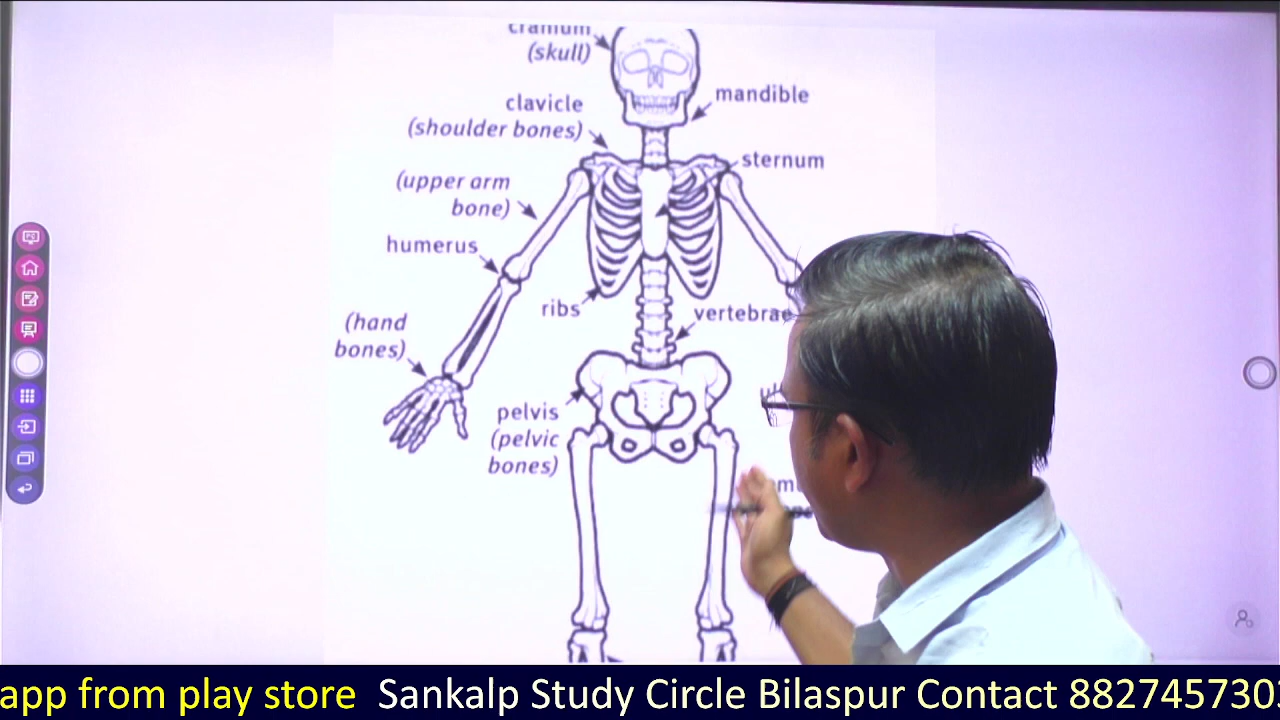 cranium
(skull)
mandible
clavicle
(shoulder bones)
sternum
(upper arm
bone)
humerus
ribs
vertebrae
(hand
bones)
pelvis
(pelvic
bones)
app from play store Sankalp Study Circle Bilaspur Contact 882745730